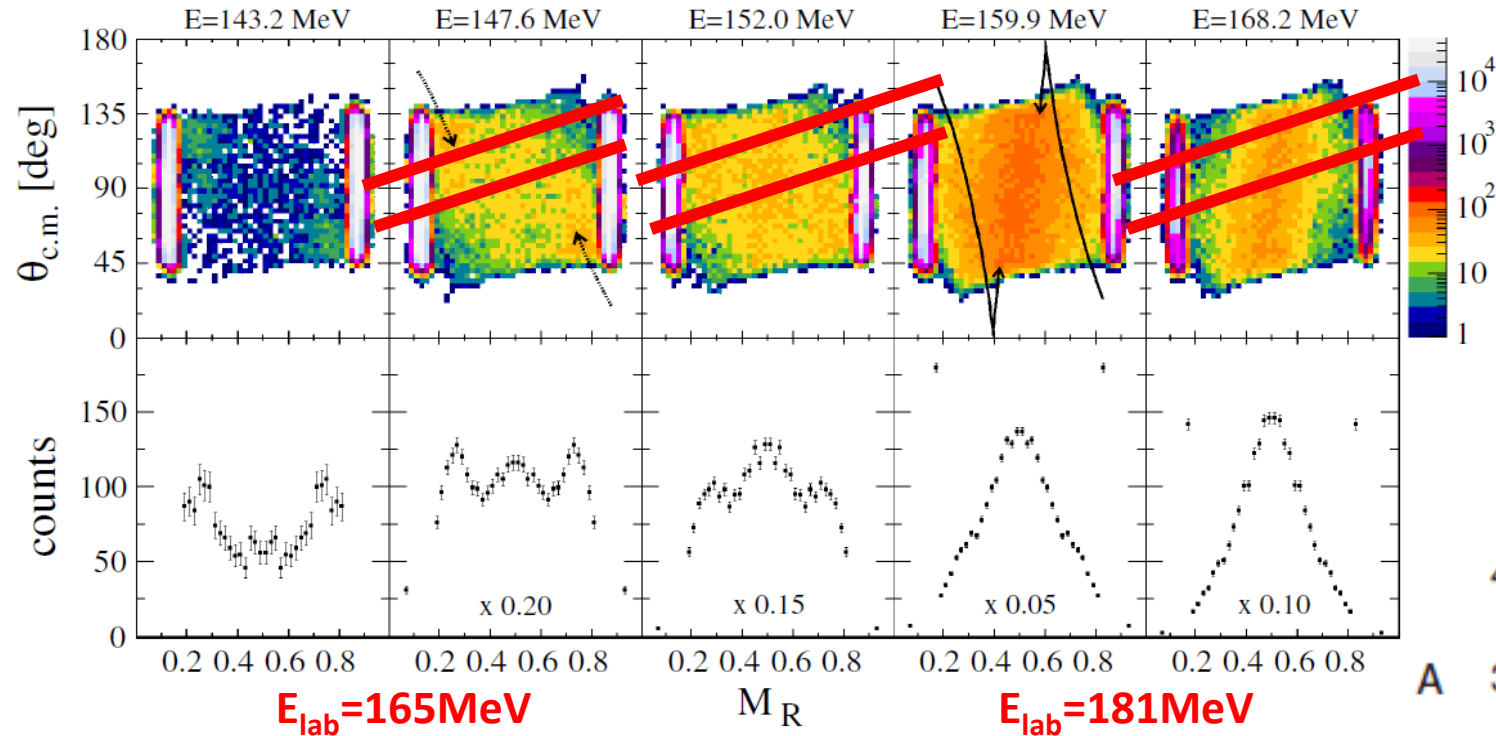 E=143.2 MeV E=147.6 MeV E=152.0 MeV E=159.9 MeV E=168.2 MeV
180
135
90
45
0
θc.m. [deg]
10⁴
10³
10²
10
1
150
100
50
0
counts
x 0.20 x 0.15 x 0.05 x 0.10
0.2 0.4 0.6 0.8 0.2 0.4 0.6 0.8 0.2 0.4 0.6 0.8 0.2 0.4 0.6 0.8 0.2 0.4 0.6 0.8
MR
Elab=165MeV
Elab=181MeV
A